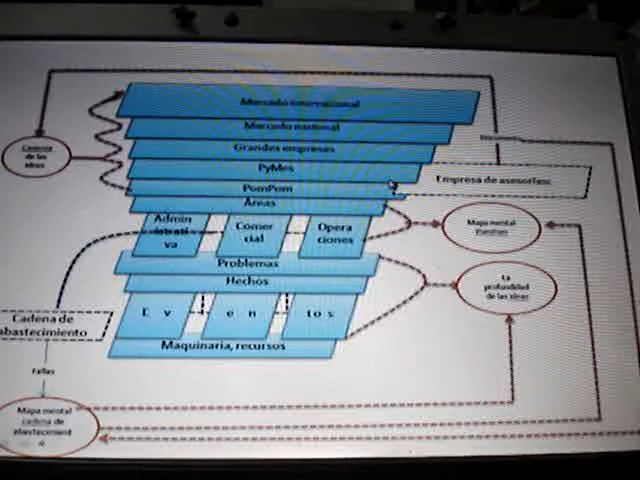 Mercado internacional
Mercado nacional
Grandes empresas
PyMes
PomPom
Áreas
Admin
istrati
va
Comer
cial
Opera
ciones
Problemas
Hechos
E v e n to s
Maquinaria, recursos
Cadena
de las
ideas
Empresa de asesorías
Mapa mental
La
profundidad
de las ideas
Cadena de
abastecimiento
Fallas
Mapa mental
cadena de